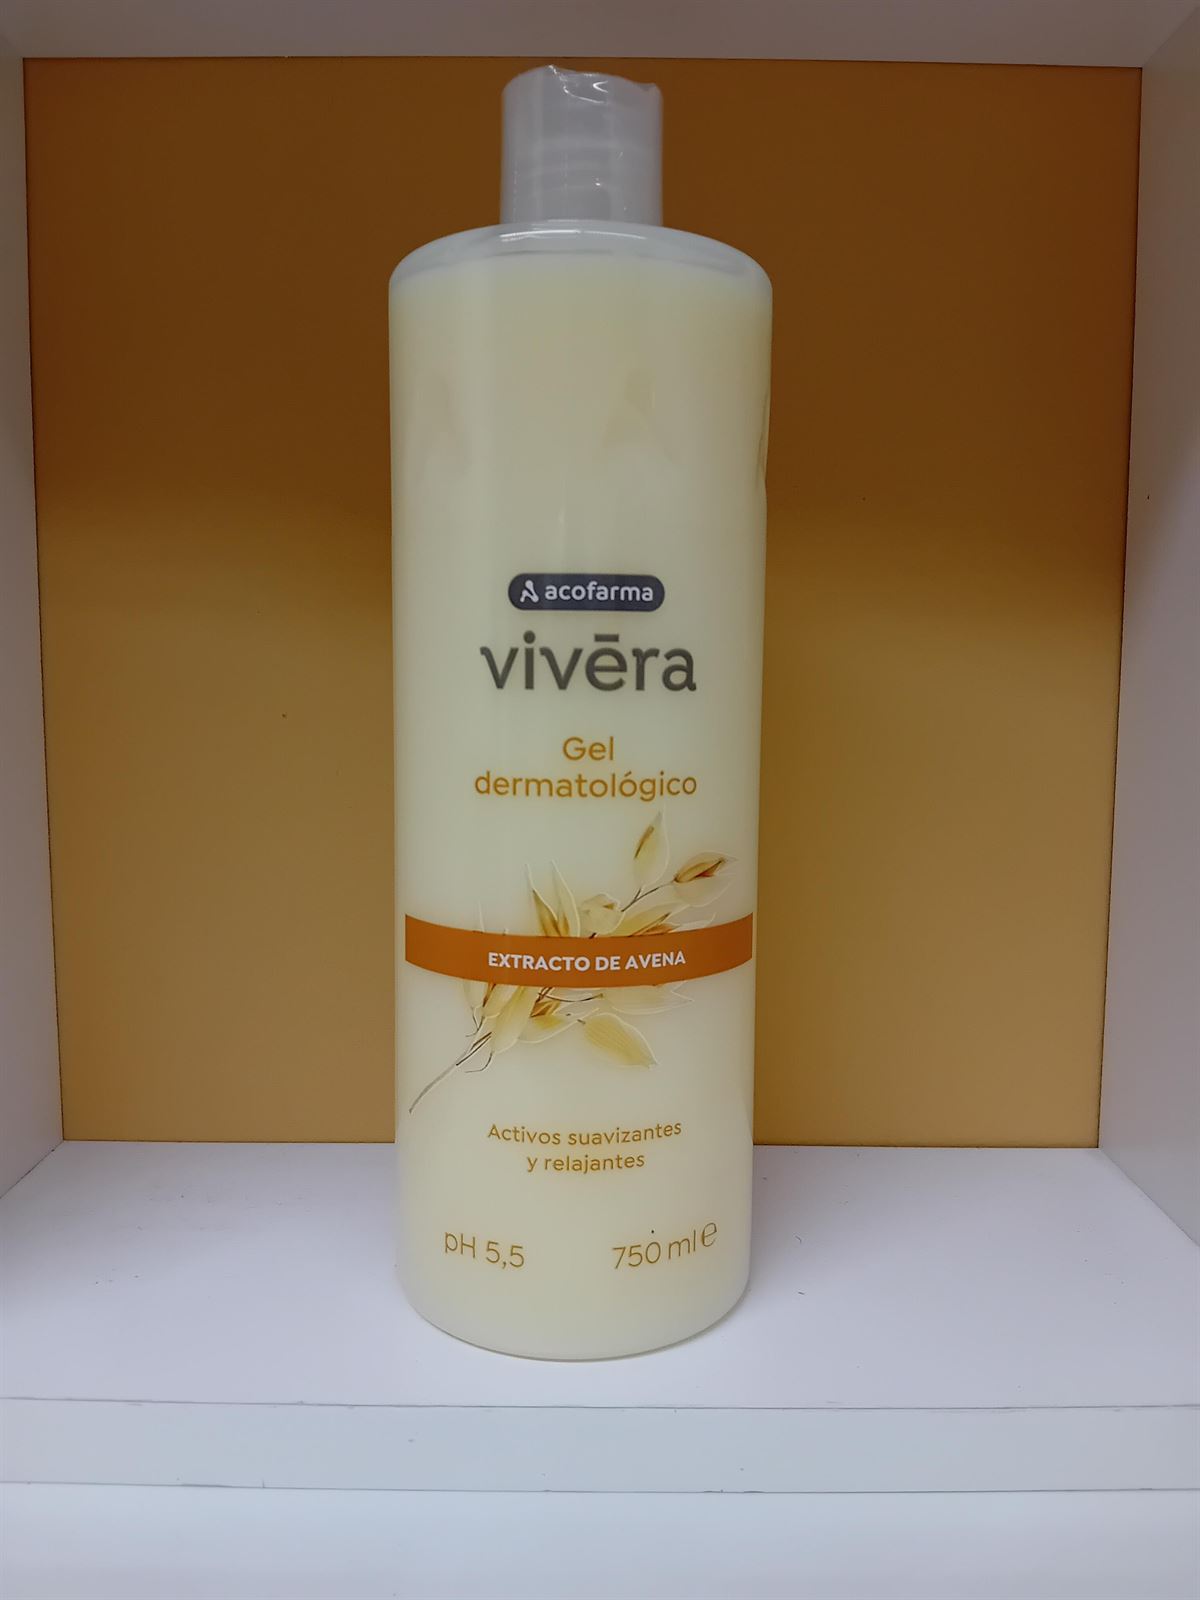 acofarma
vivēra
Gel
dermatológico
EXTRACTO DE AVENA
Activos suavizantes
y relajantes
pH 5,5 750 ml ℮